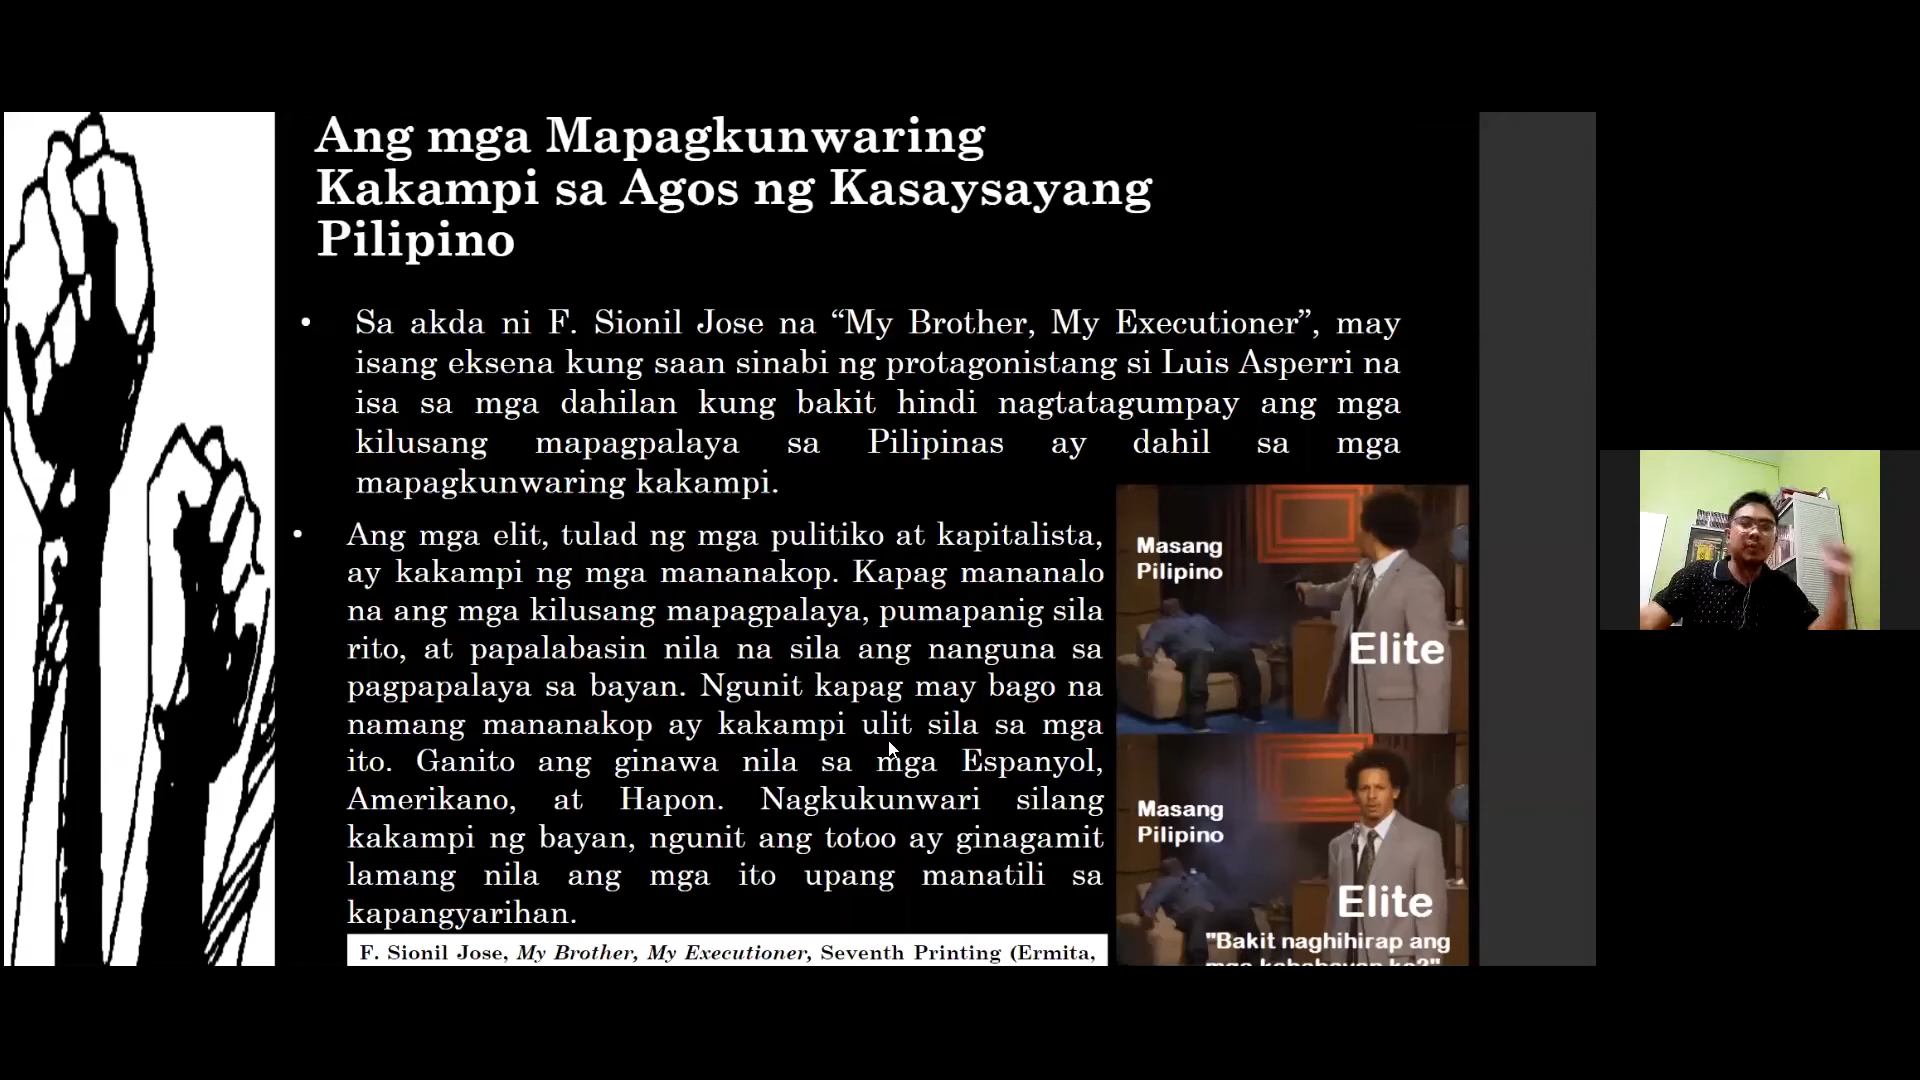 Ang mga Mapagkunwaring
Kakampi sa Agos ng Kasaysayang
Pilipino
• Sa akda ni F. Sionil Jose na “My Brother, My Executioner”, may
isang eksena kung saan sinabi ng protagonistang si Luis Asperri na
isa sa mga dahilan kung bakit hindi nagtatagumpay ang mga
kilusang mapagpalaya sa Pilipinas ay dahil sa mga
mapagkunwaring kakampi.
• Ang mga elit, tulad ng mga pulitiko at kapitalista,
ay kakampi ng mga mananakop. Kapag mananalo
na ang mga kilusang mapagpalaya, pumapanig sila
rito, at papalabasin nila na sila ang nanguna sa
pagpapalaya sa bayan. Ngunit kapag may bago na
namang mananakop ay kakampi ulit sila sa mga
ito. Ganito ang ginawa nila sa mga Espanyol,
Amerikano, at Hapon. Nagkukunwari silang
kakampi ng bayan, ngunit ang totoo ay ginagamit
lamang nila ang mga ito upang manatili sa
kapangyarihan.
F. Sionil Jose, My Brother, My Executioner, Seventh Printing (Ermita,
Masang
Pilipino
Elite
Masang
Pilipino
Elite
"Bakit naghihirap ang
mga kababayan ko?"